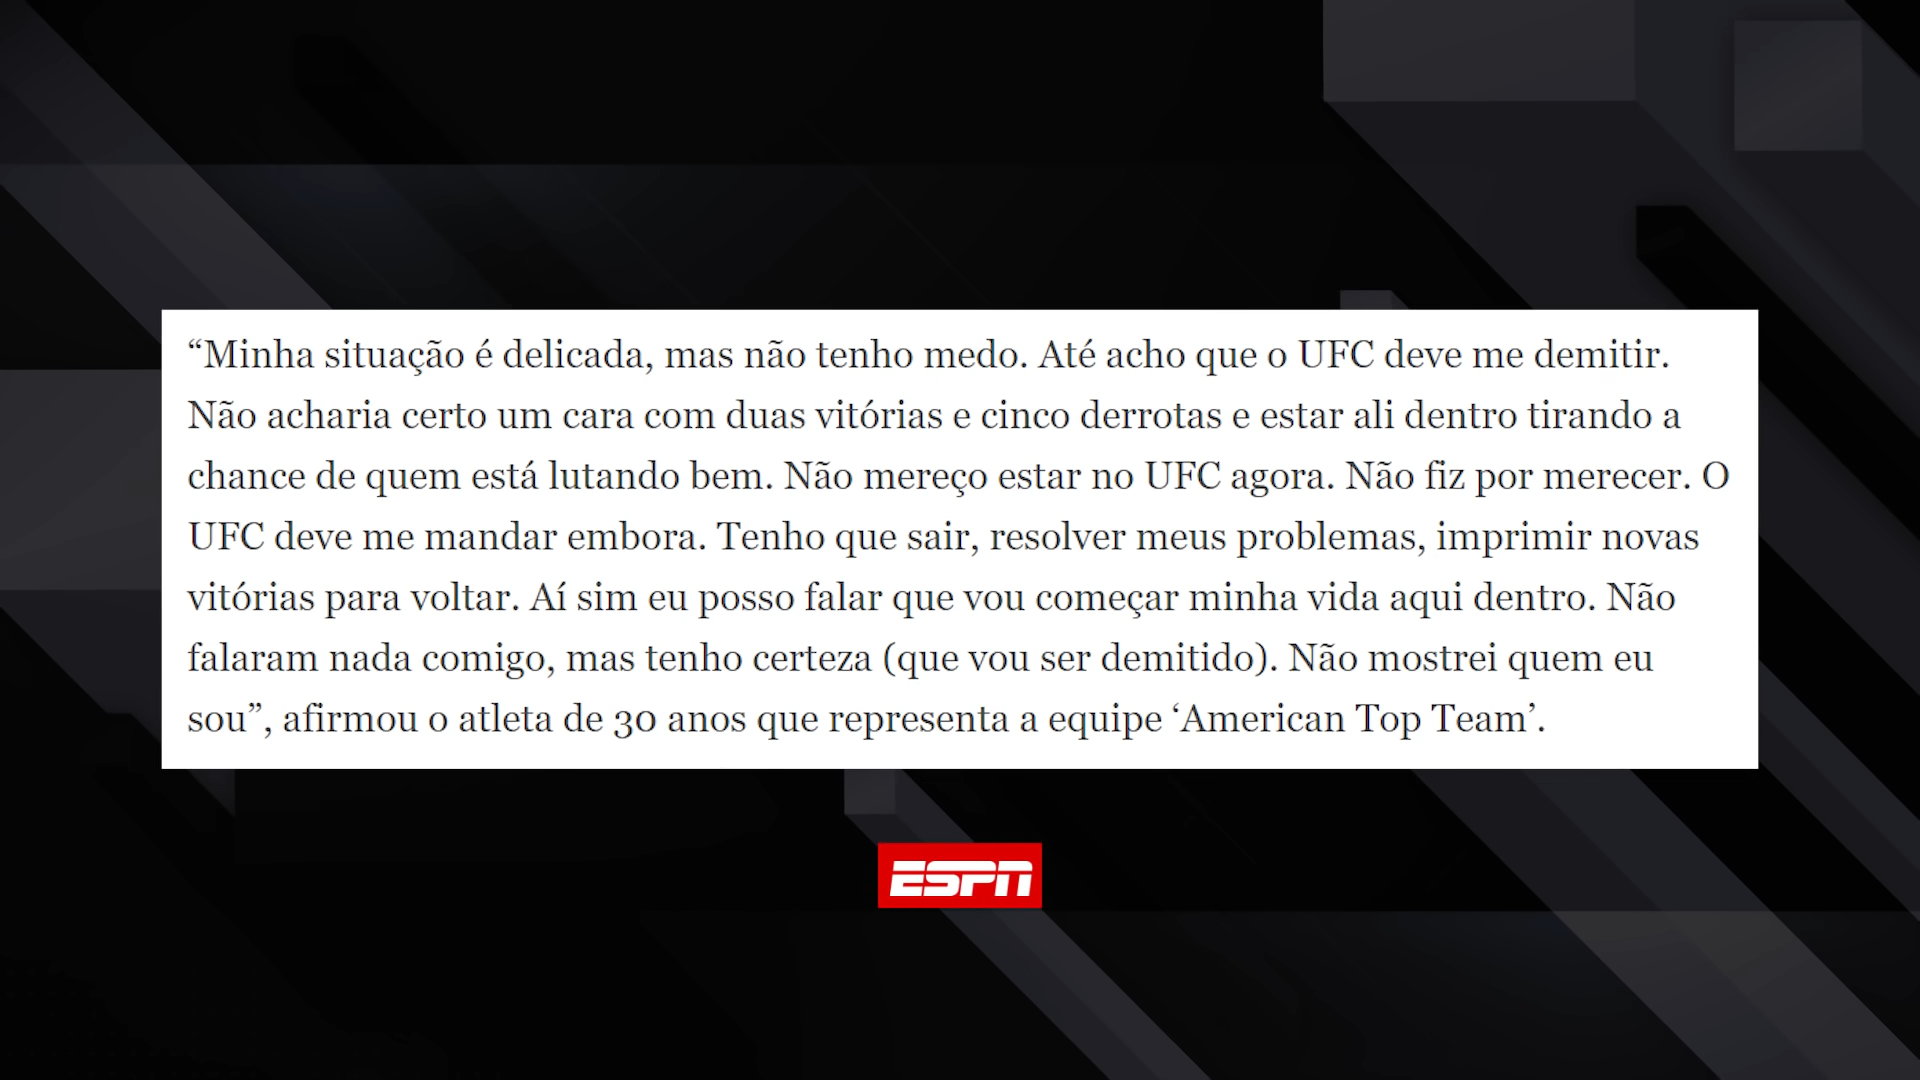 “Minha situação é delicada, mas não tenho medo. Até acho que o UFC deve me demitir.
Não acharia certo um cara com duas vitórias e cinco derrotas e estar ali dentro tirando a
chance de quem está lutando bem. Não mereço estar no UFC agora. Não fiz por merecer. O
UFC deve me mandar embora. Tenho que sair, resolver meus problemas, imprimir novas
vitórias para voltar. Aí sim eu posso falar que vou começar minha vida aqui dentro. Não
falaram nada comigo, mas tenho certeza (que vou ser demitido). Não mostrei quem eu
sou”, afirmou o atleta de 30 anos que representa a equipe ‘American Top Team’.
ESPN